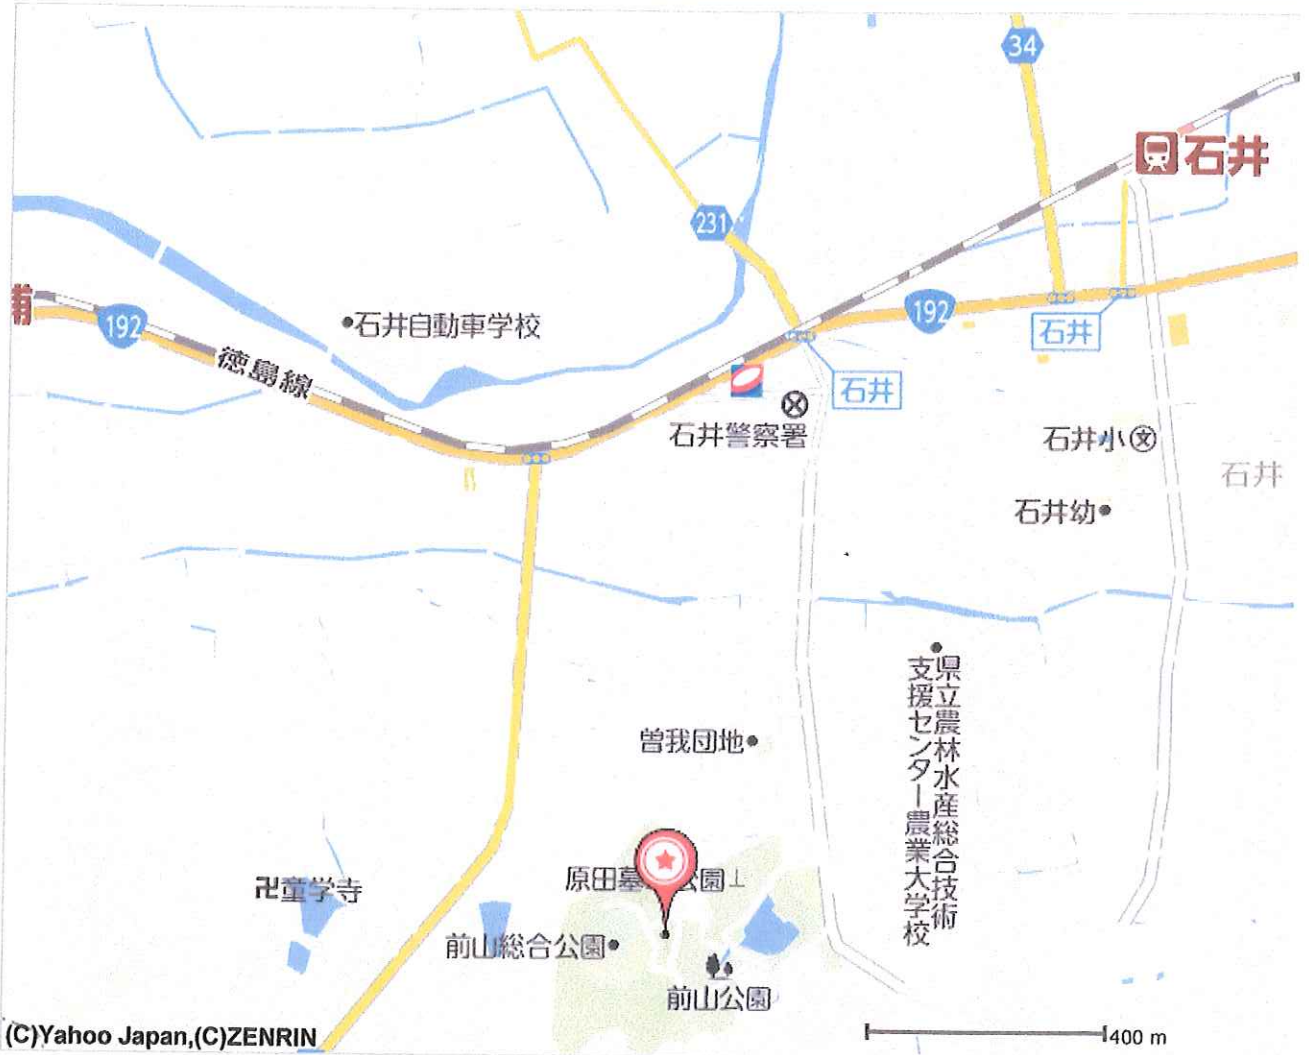 34
石井
231
192
192
石井
石井自動車学校
徳島線
石井
石井警察署
石井小
文
石井
石井幼
曽我団地
県立農林水産総合技術
支援センター農業大学校
卍童学寺
原田墓 公園
前山総合公園
前山公園
(C)Yahoo Japan,(C)ZENRIN
400 m